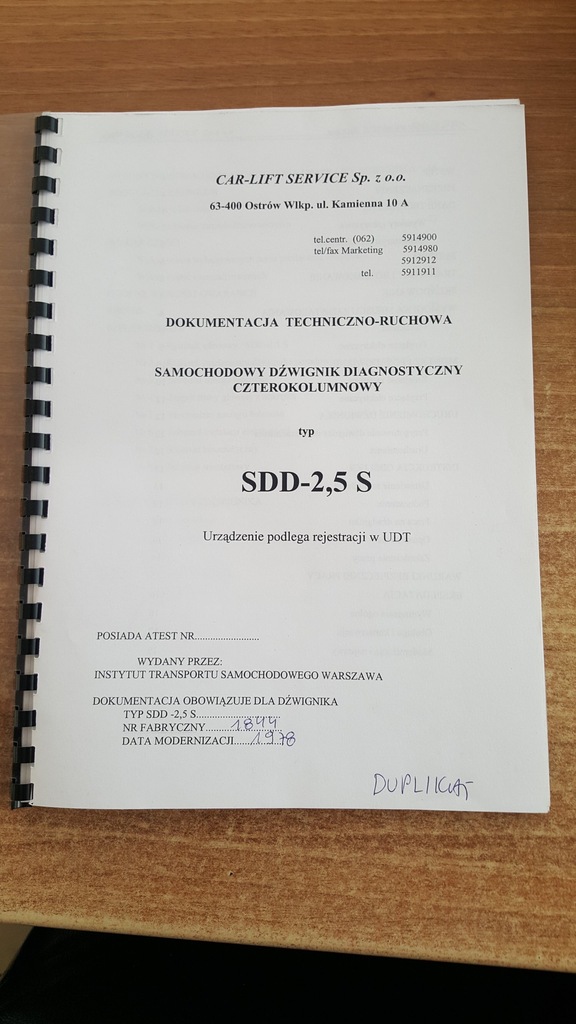 CAR-LIFT SERVICE Sp. z o.o.
63-400 Ostrów Wlkp. ul. Kamienna 10 A
tel.centr. (062) 5914900
tel/fax Marketing 5914980
5912912
tel. 5911911
DOKUMENTACJA TECHNICZNO-RUCHOWA
SAMOCHODOWY DŹWIGNIK DIAGNOSTYCZNY
CZTEROKOLUMNOWY
typ
SDD-2,5 S
Urządzenie podlega rejestracji w UDT
POSIADA ATEST NR........................
WYDANY PRZEZ:
INSTYTUT TRANSPORTU SAMOCHODOWEGO WARSZAWA
DOKUMENTACJA OBOWIĄZUJE DLA DŹWIGNIKA
TYP SDD -2,5 S...............................
NR FABRYCZNY.........1844
DATA MODERNIZACJI......1978
DUPLIKAT